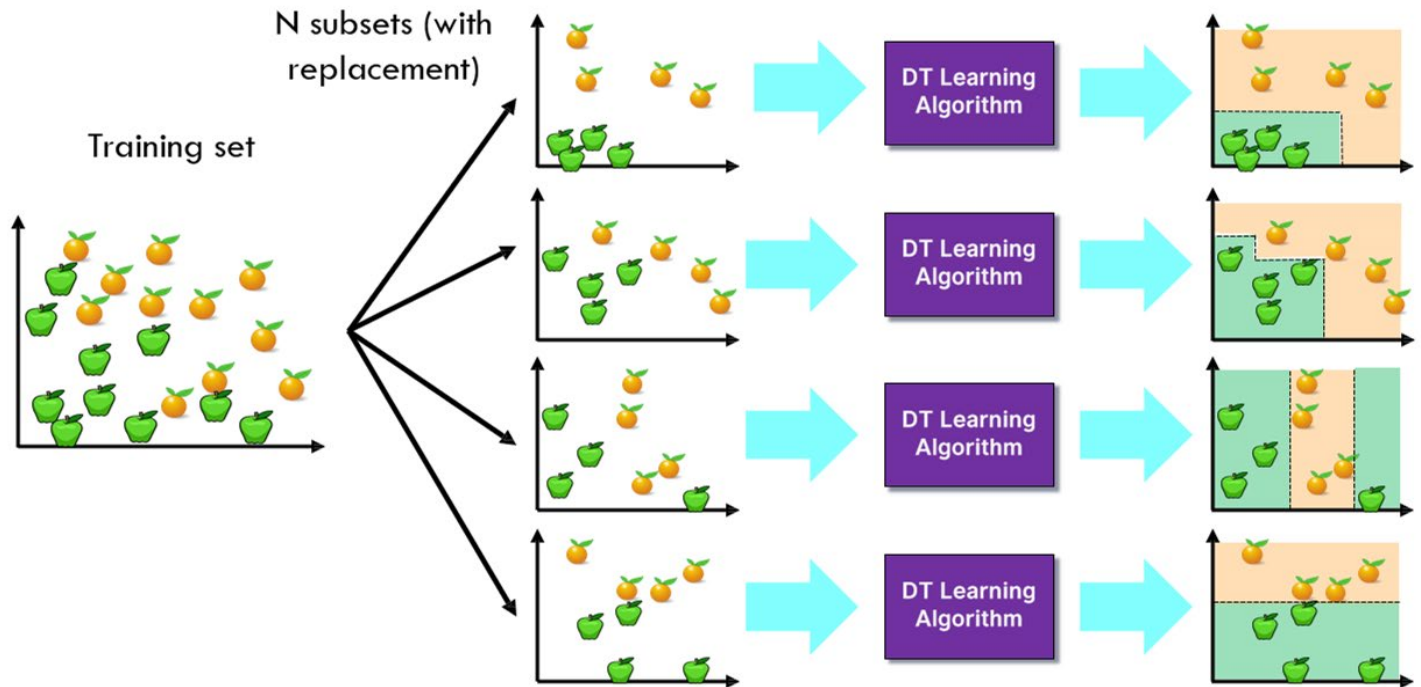 N subsets (with
replacement)
Training set
DT Learning
Algorithm
DT Learning
Algorithm
DT Learning
Algorithm
DT Learning
Algorithm